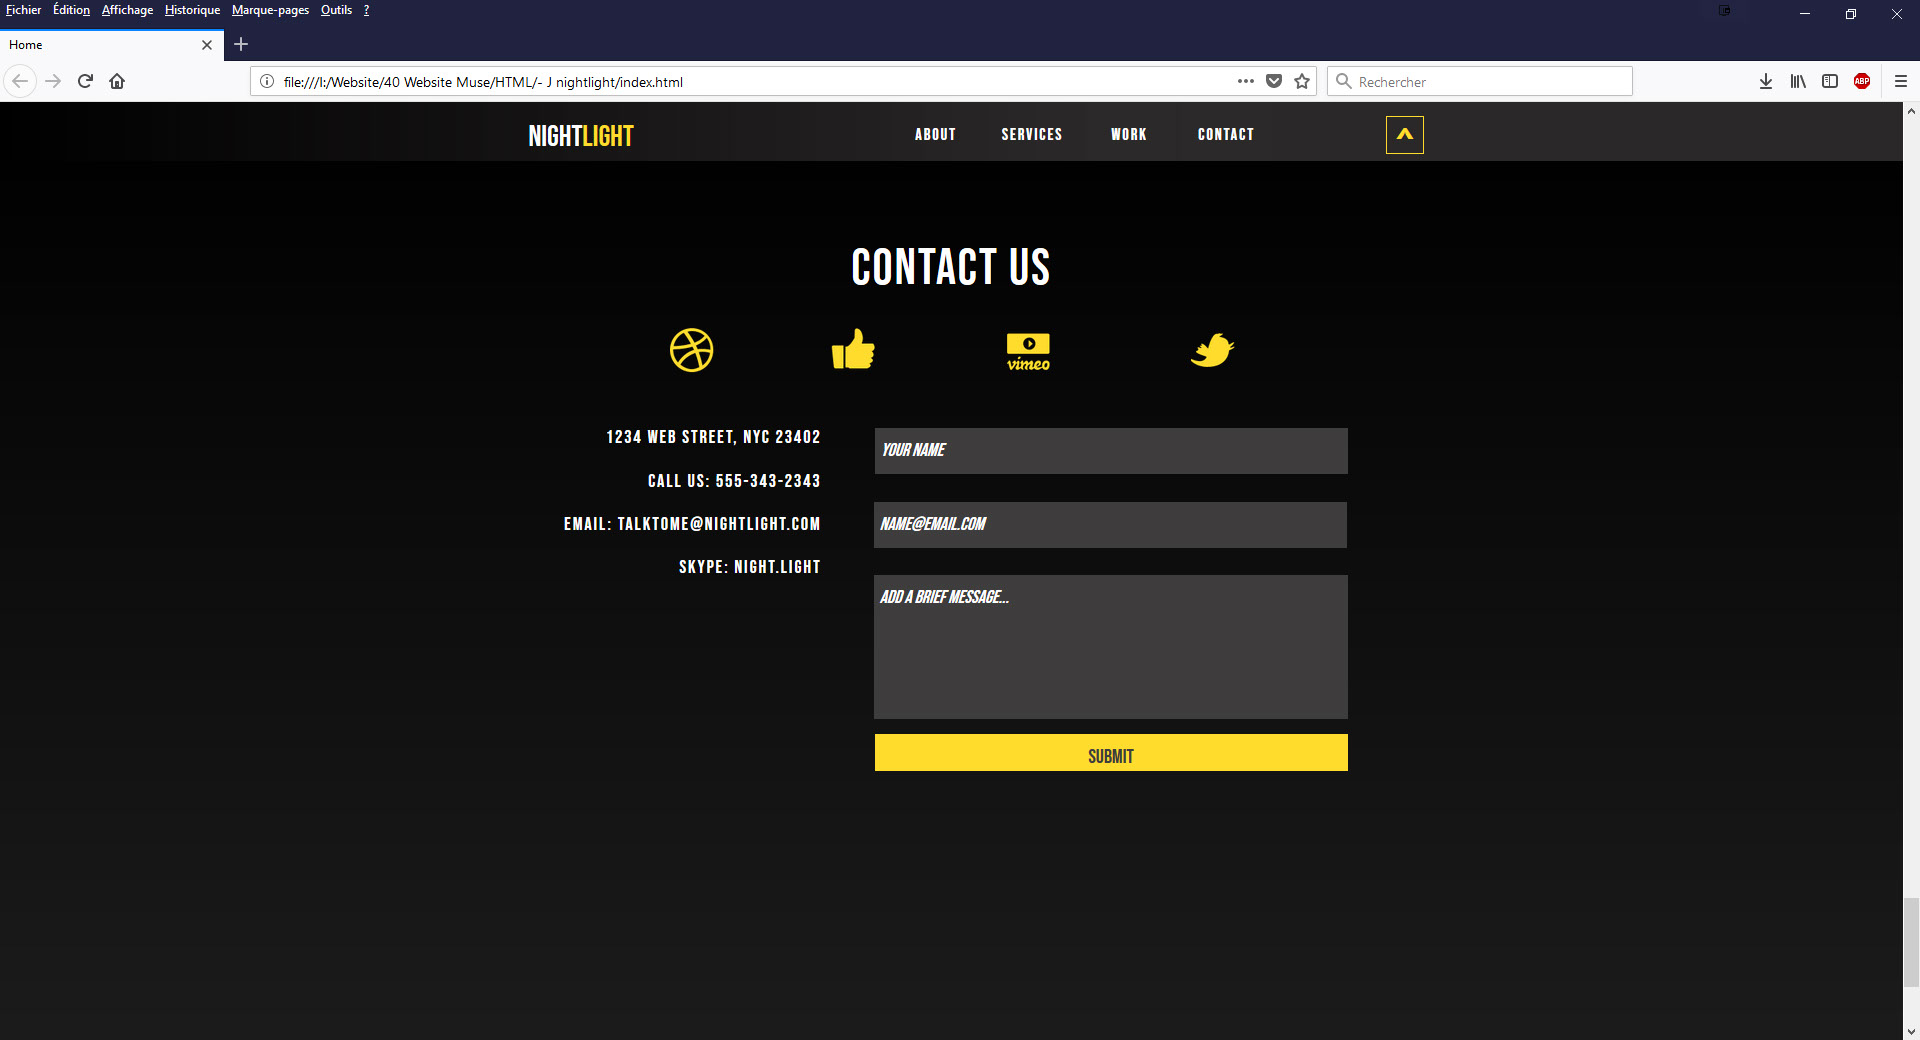 Fichier Édition Affichage Historique Marque-pages Outils ?
Home
file:///I:/Website/40 Website Muse/HTML/- J nightlight/index.html
Rechercher
ABP
NIGHTLIGHT ABOUT SERVICES WORK CONTACT
CONTACT US
vimeo
1234 WEB STREET, NYC 23402
CALL US: 555-343-2343
EMAIL: TALKTOME@NIGHTLIGHT.COM
SKYPE: NIGHT.LIGHT
YOUR NAME
NAME@EMAIL.COM
ADD A BRIEF MESSAGE...
SUBMIT